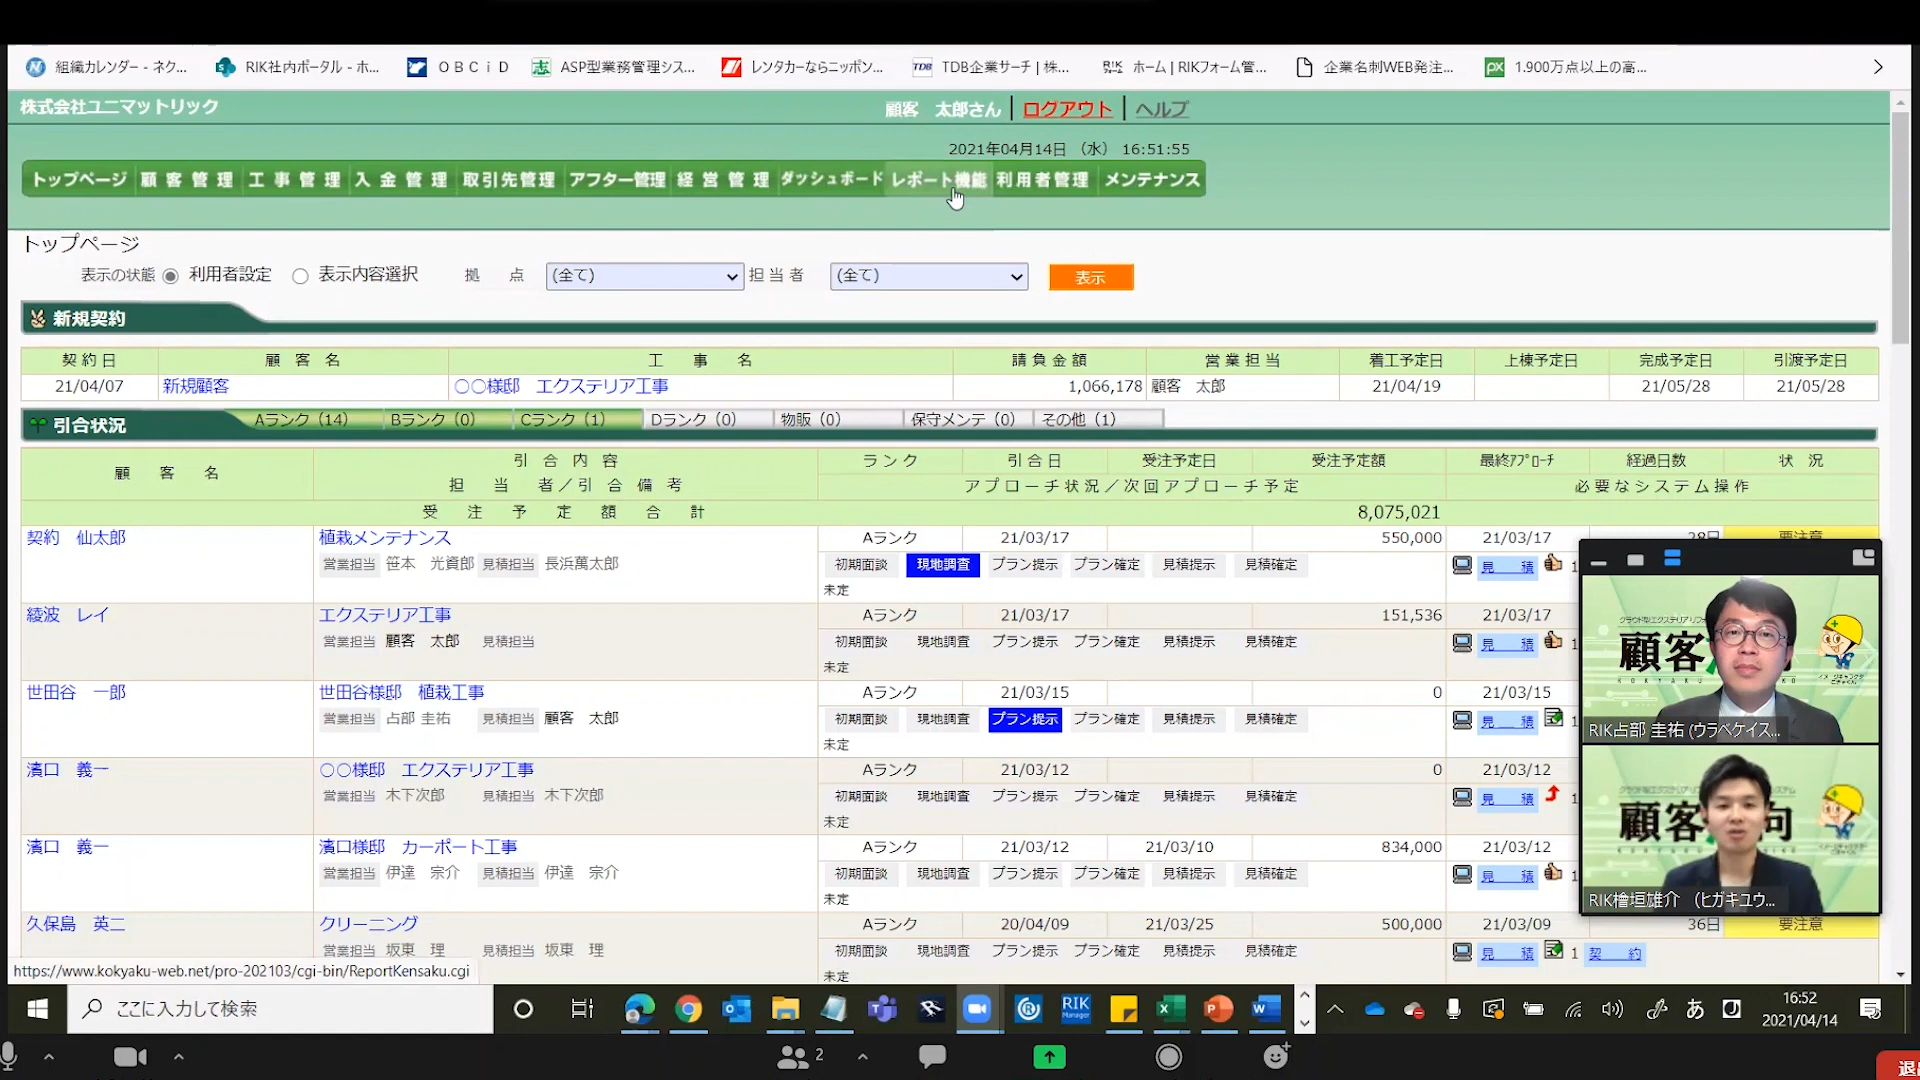 組織カレンダー - ネク...
RIK社内ポータル - ホ...
ＯＢＣｉＤ
ASP型業務管理シス...
レンタカーならニッポン...
TDB企業サーチ | 株...
ホーム | RIKフォーム管...
企業名刺WEB発注...
1.900万点以上の高...
株式会社ユニマットリック
顧客　太郎さん
ログアウト
ヘルプ
2021年04月14日 （水） 16:51:55
トップページ 顧客管理 工事管理 入金管理 取引先管理 アフター管理 経営管理 ダッシュボード レポート機能 利用者管理 メンテナンス
トップページ
表示の状態 利用者設定 表示内容選択 拠　点 (全て) 担当者 (全て) 表示
新規契約
契約日 顧客名 工事名 請負金額 営業担当 着工予定日 上棟予定日 完成予定日 引渡予定日
21/04/07 新規顧客 〇〇様邸　エクステリア工事 1,066,178 顧客　太郎 21/04/19 21/05/28 21/05/28
引合状況 Aランク（14） Bランク（0） Cランク（1） Dランク（0） 物販（0） 保守メンテ（0） その他（1）
顧客名 引合内容 ランク 引合日 受注予定日 受注予定額 最終ｱﾌﾟﾛｰﾁ 経過日数 状況
担当者／引合備考 アプローチ状況／次回アプローチ予定 必要なシステム操作
受注予定額合計 8,075,021
契約　仙太郎 植栽メンテナンス Aランク 21/03/17 550,000 21/03/17 28日 要注意
営業担当 笹本　光資郎 見積担当 長浜萬太郎 初期面談 現地調査 プラン提示 プラン確定 見積提示 見積確定 見　積 1
未定
綾波　レイ エクステリア工事 Aランク 21/03/17 151,536 21/03/17
営業担当 顧客　太郎 見積担当 初期面談 現地調査 プラン提示 プラン確定 見積提示 見積確定 見　積 1
未定
世田谷　一郎 世田谷様邸　植栽工事 Aランク 21/03/15 0 21/03/15
営業担当 占部 圭祐 見積担当 顧客　太郎 初期面談 現地調査 プラン提示 プラン確定 見積提示 見積確定 見　積 1
未定
濱口　義一 〇〇様邸　エクステリア工事 Aランク 21/03/12 0 21/03/12
営業担当 木下次郎 見積担当 木下次郎 初期面談 現地調査 プラン提示 プラン確定 見積提示 見積確定 見　積 1
未定
濱口　義一 濱口様邸　カーポート工事 Aランク 21/03/12 21/03/10 834,000 21/03/12
営業担当 伊達　宗介 見積担当 伊達　宗介 初期面談 現地調査 プラン提示 プラン確定 見積提示 見積確定 見　積 1
未定
久保島　英二 クリーニング Aランク 20/04/09 21/03/25 500,000 21/03/09 36日 要注意
営業担当 坂東　理 見積担当 坂東　理 初期面談 現地調査 プラン提示 プラン確定 見積提示 見積確定 見　積 1 契　約
未定
顧客
RIK占部 圭祐 (ウラベケイス...
顧客 向
RIK檜垣雄介　(ヒガキユウ...
https://www.kokyaku-web.net/pro-202103/cgi-bin/ReportKensaku.cgi
ここに入力して検索
RIK
Manager
あ
16:52
2021/04/14
2